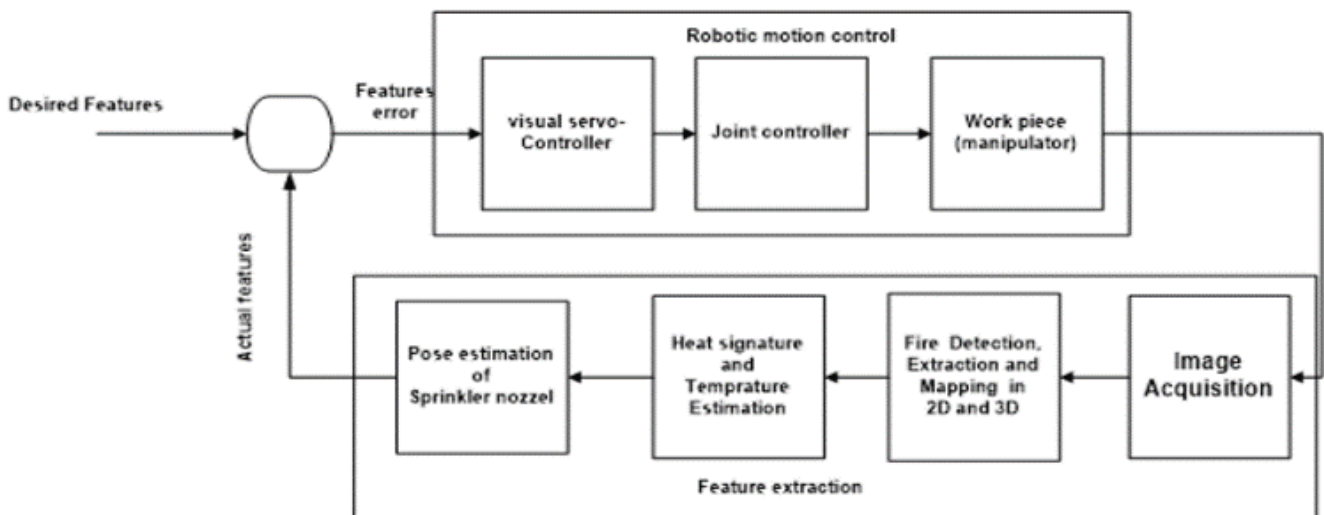 Robotic motion control
Desired Features
Features
error
visual servo-
Controller
Joint controller
Work piece
(manipulator)
Actual features
Pose estimation
of
Sprinkler nozzel
Heat signature
and
Temprature
Estimation
Fire Detection,
Extraction and
Mapping in
2D and 3D
Image
Acquisition
Feature extraction